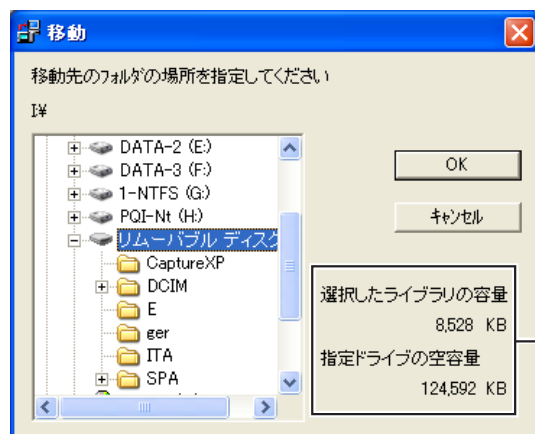 移動
移動先のフォルダの場所を指定してください
I:¥
DATA-2 (E:)
DATA-3 (F:)
1-NTFS (G:)
PQI-Nt (H:)
リムーバブル ディスク
CaptureXP
DCIM
E
ger
ITA
SPA
OK
キャンセル
選択したライブラリの容量
8,528 KB
指定ドライブの空容量
124,592 KB